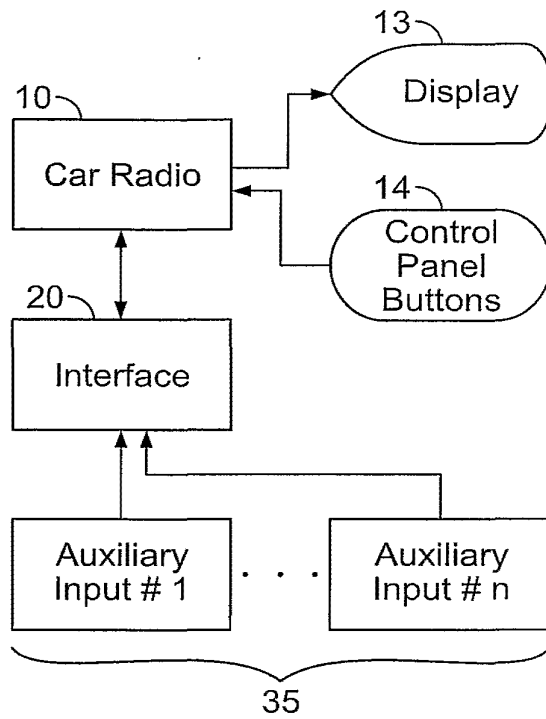 13
Display
10
Car Radio
14
Control
Panel
Buttons
20
Interface
Auxiliary
Input # 1
. . .
Auxiliary
Input # n
35